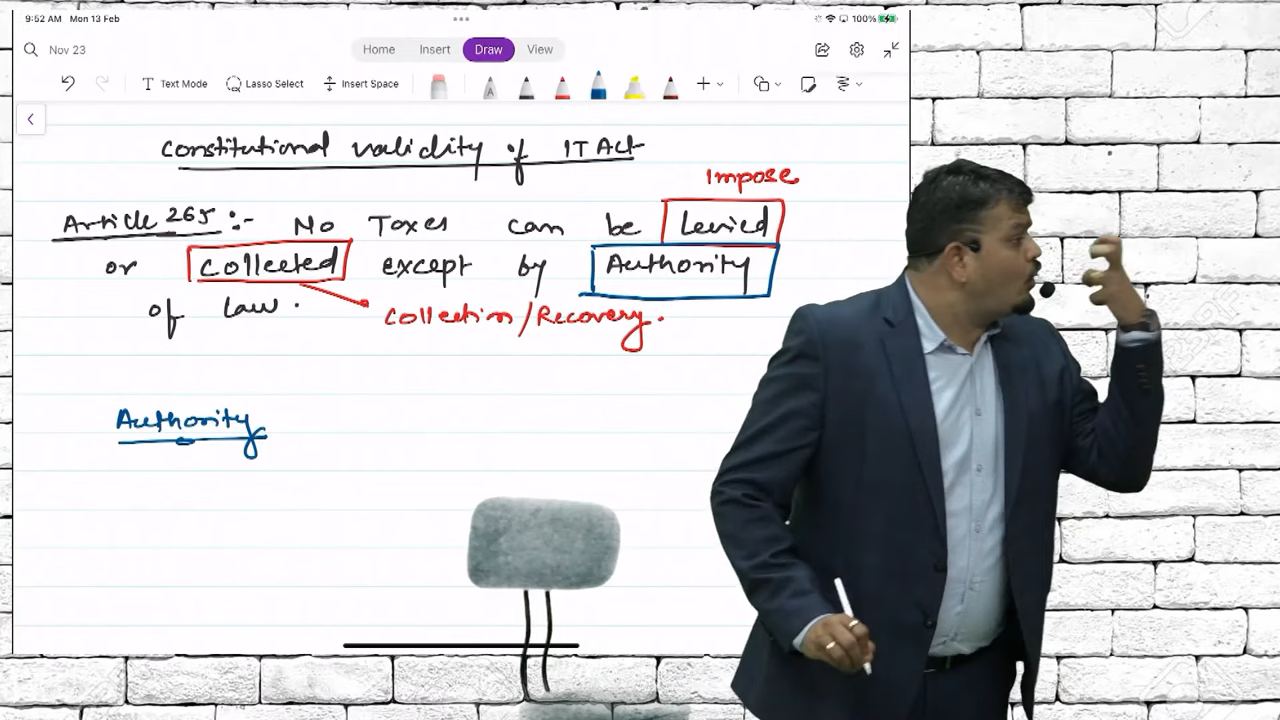 9:52 AM Mon 13 Feb
100%
Nov 23
Home Insert Draw View
Text Mode Lasso Select Insert Space
Constitutional validity of IT Act
Impose
Article 265 :- No Taxes can be Levied
or collected except by Authority
of Law.
collection/Recovery.
Authority